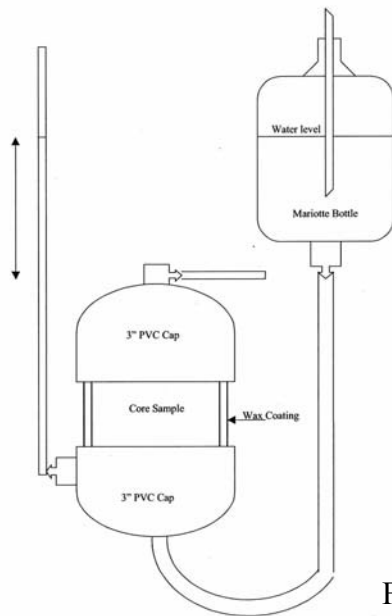 Water level
Mariotte Bottle
3" PVC Cap
Core Sample
Wax Coating
3" PVC Cap